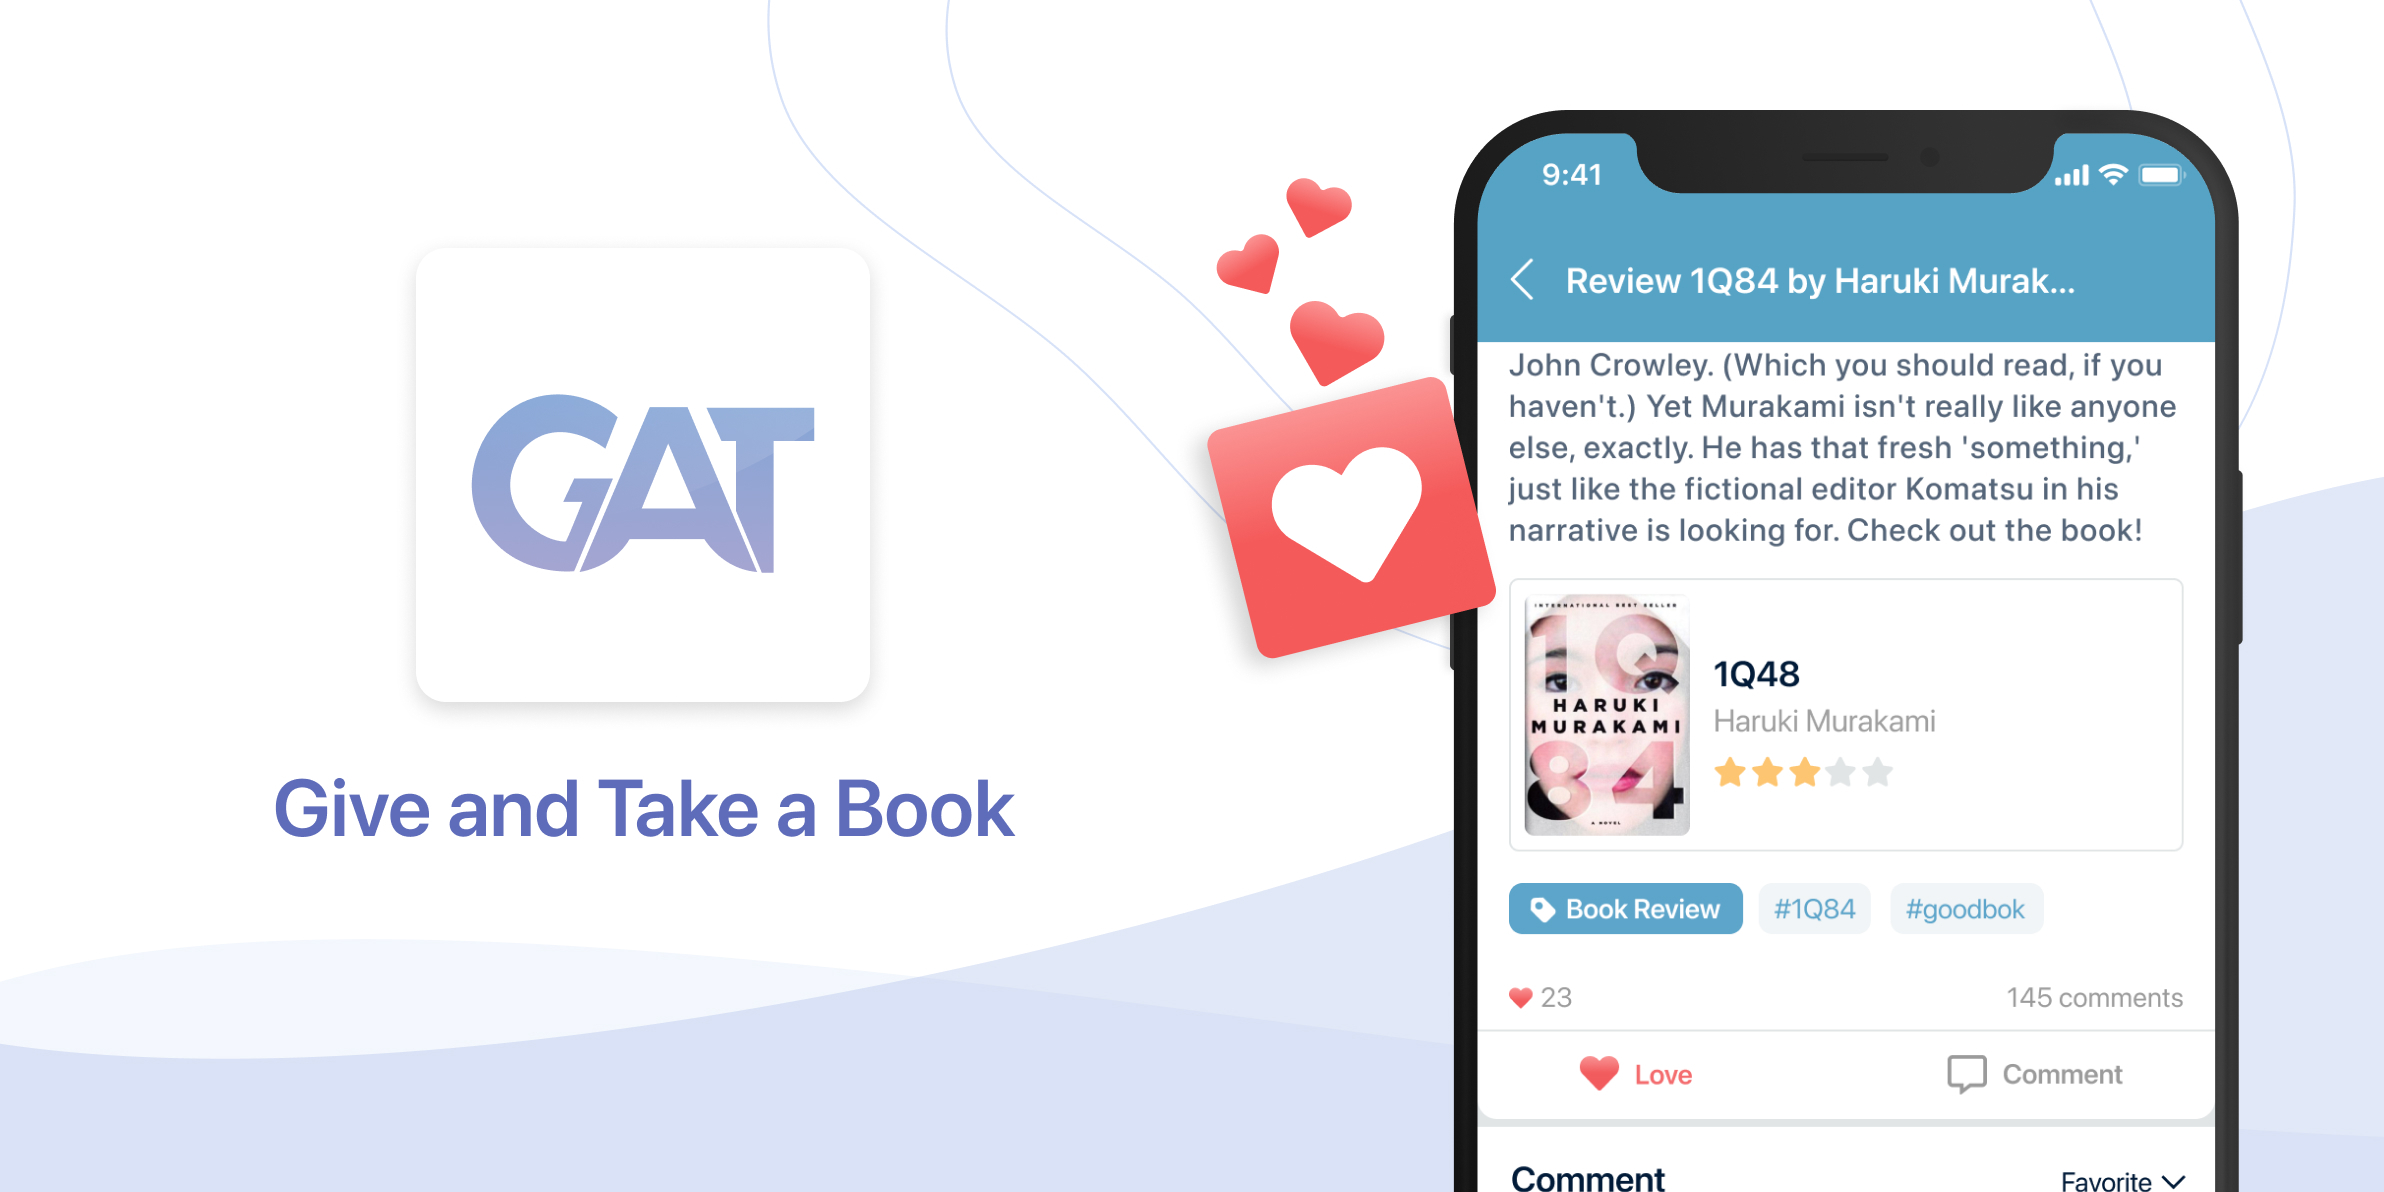 GAT
Give and Take a Book
9:41
Review 1Q84 by Haruki Murak...
John Crowley. (Which you should read, if you
haven't.) Yet Murakami isn't really like anyone
else, exactly. He has that fresh 'something,'
just like the fictional editor Komatsu in his
narrative is looking for. Check out the book!
INTERNATIONAL BEST SELLER
1Q
HARUKI
MURAKAMI
84
A NOVEL
1Q48
Haruki Murakami
Book Review #1Q84 #goodbok
23 145 comments
Love Comment
Comment Favorite